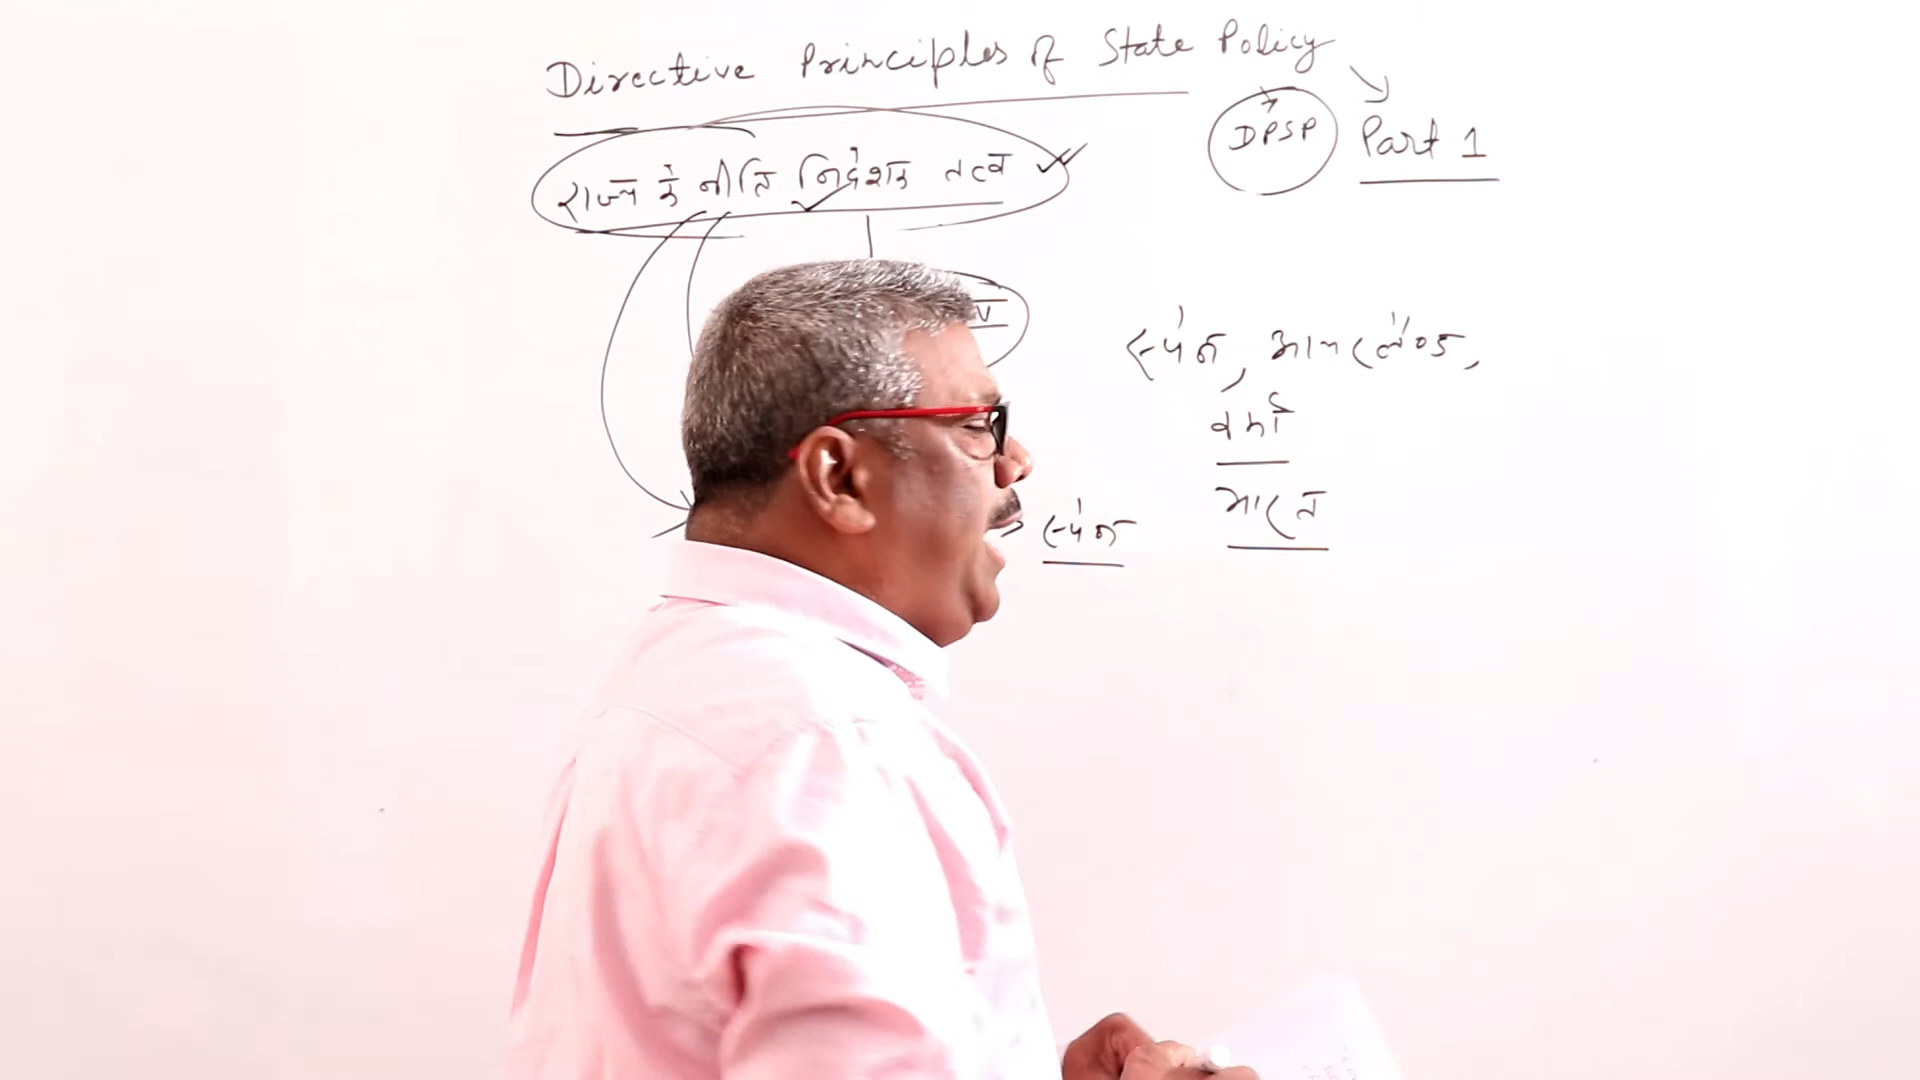 Directive Principles of State Policy
DPSP
Part 1
राज्य के नीति निदेशक तत्व
स्पेन, आयरलैण्ड,
बर्मा
भारत
स्पेन